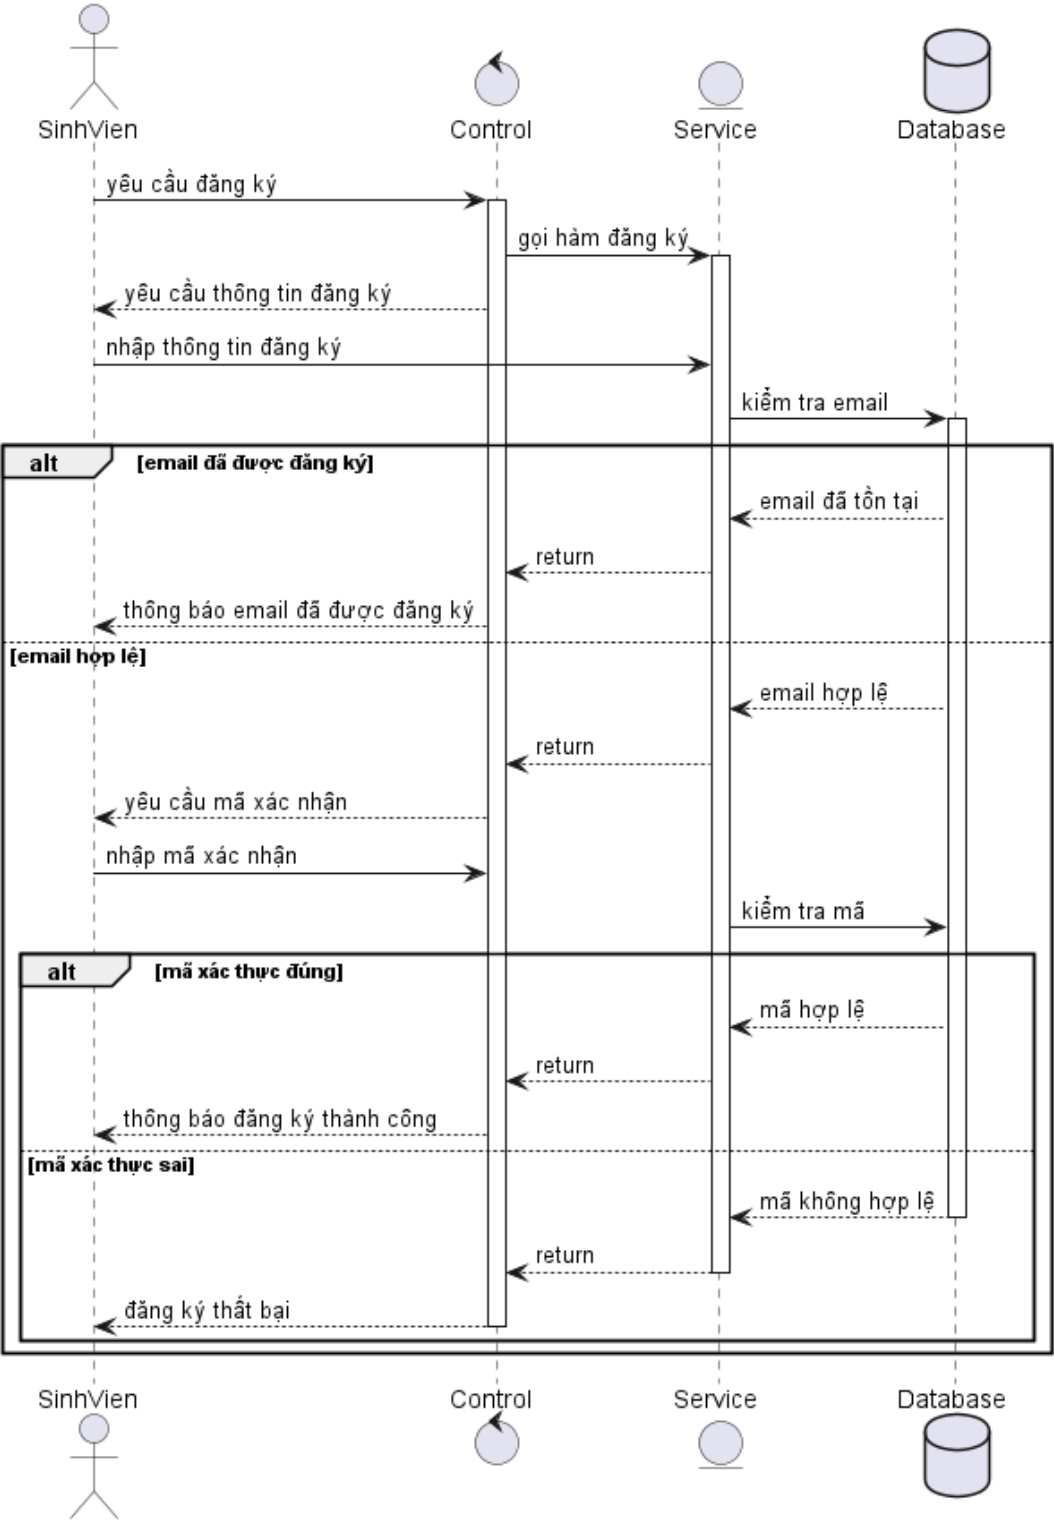 SinhVien
Control
Service
Database
yêu cầu đăng ký
gọi hàm đăng ký
yêu cầu thông tin đăng ký
nhập thông tin đăng ký
kiểm tra email
alt [email đã được đăng ký]
email đã tồn tại
return
thông báo email đã được đăng ký
[email hợp lệ]
email hợp lệ
return
yêu cầu mã xác nhận
nhập mã xác nhận
kiểm tra mã
alt [mã xác thực đúng]
mã hợp lệ
return
thông báo đăng ký thành công
[mã xác thực sai]
mã không hợp lệ
return
đăng ký thất bại
SinhVien
Control
Service
Database